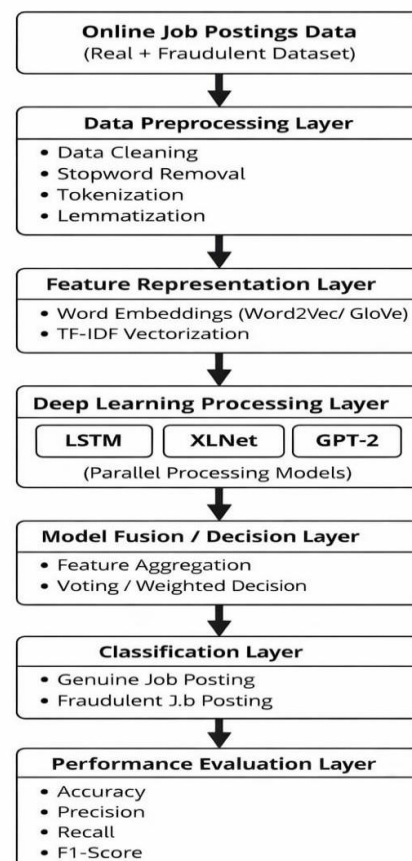 Online Job Postings Data
(Real + Fraudulent Dataset)
Data Preprocessing Layer
• Data Cleaning
• Stopword Removal
• Tokenization
• Lemmatization
Feature Representation Layer
• Word Embeddings (Word2Vec/ GloVe)
• TF-IDF Vectorization
Deep Learning Processing Layer
LSTM XLNet GPT-2
(Parallel Processing Models)
Model Fusion / Decision Layer
• Feature Aggregation
• Voting / Weighted Decision
Classification Layer
• Genuine Job Posting
• Fraudulent J.b Posting
Performance Evaluation Layer
• Accuracy
• Precision
• Recall
• F1-Score